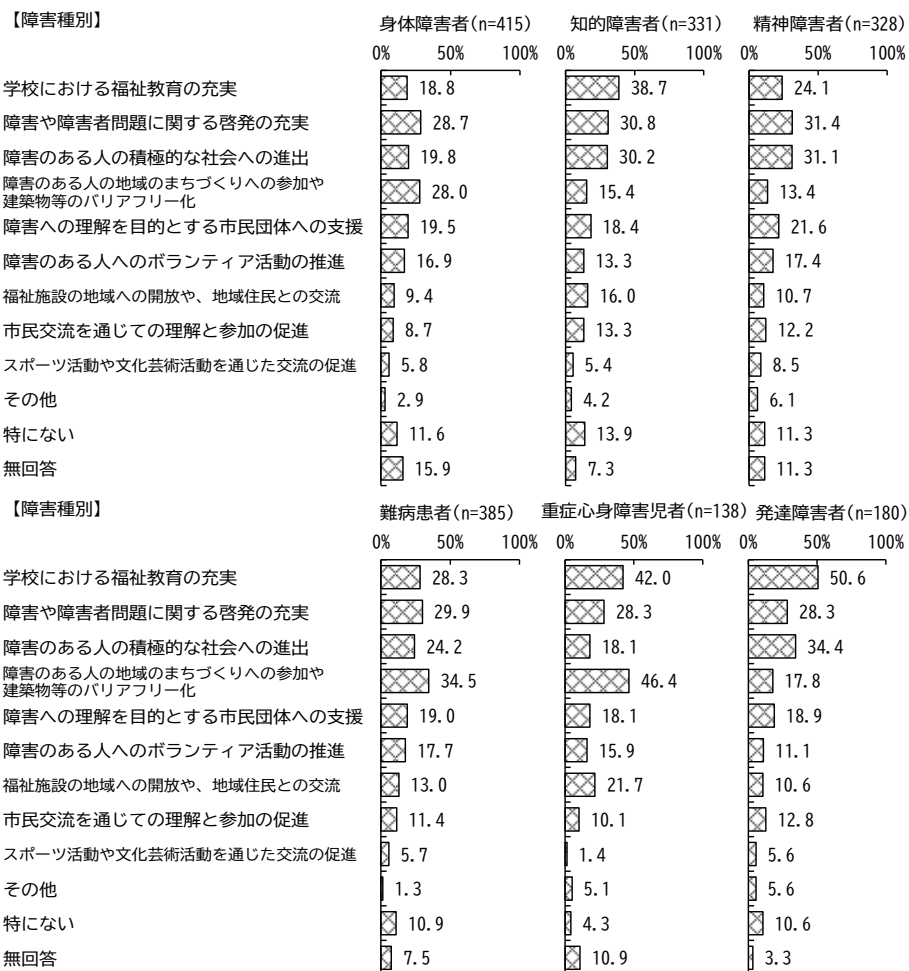 【障害種別】
身体障害者(n=415) 知的障害者(n=331) 精神障害者(n=328)
0% 50% 100% 0% 50% 100% 0% 50% 100%
学校における福祉教育の充実 18.8 38.7 24.1
障害や障害者問題に関する啓発の充実 28.7 30.8 31.4
障害のある人の積極的な社会への進出 19.8 30.2 31.1
障害のある人の地域のまちづくりへの参加や
建築物等のバリアフリー化 28.0 15.4 13.4
障害への理解を目的とする市民団体への支援 19.5 18.4 21.6
障害のある人へのボランティア活動の推進 16.9 13.3 17.4
福祉施設の地域への開放や、地域住民との交流 9.4 16.0 10.7
市民交流を通じての理解と参加の促進 8.7 13.3 12.2
スポーツ活動や文化芸術活動を通じた交流の促進 5.8 5.4 8.5
その他 2.9 4.2 6.1
特にない 11.6 13.9 11.3
無回答 15.9 7.3 11.3
【障害種別】
難病患者(n=385) 重症心身障害児者(n=138) 発達障害者(n=180)
0% 50% 100% 0% 50% 100% 0% 50% 100%
学校における福祉教育の充実 28.3 42.0 50.6
障害や障害者問題に関する啓発の充実 29.9 28.3 28.3
障害のある人の積極的な社会への進出 24.2 18.1 34.4
障害のある人の地域のまちづくりへの参加や
建築物等のバリアフリー化 34.5 46.4 17.8
障害への理解を目的とする市民団体への支援 19.0 18.1 18.9
障害のある人へのボランティア活動の推進 17.7 15.9 11.1
福祉施設の地域への開放や、地域住民との交流 13.0 21.7 10.6
市民交流を通じての理解と参加の促進 11.4 10.1 12.8
スポーツ活動や文化芸術活動を通じた交流の促進 5.7 1.4 5.6
その他 1.3 5.1 5.6
特にない 10.9 4.3 10.6
無回答 7.5 10.9 3.3